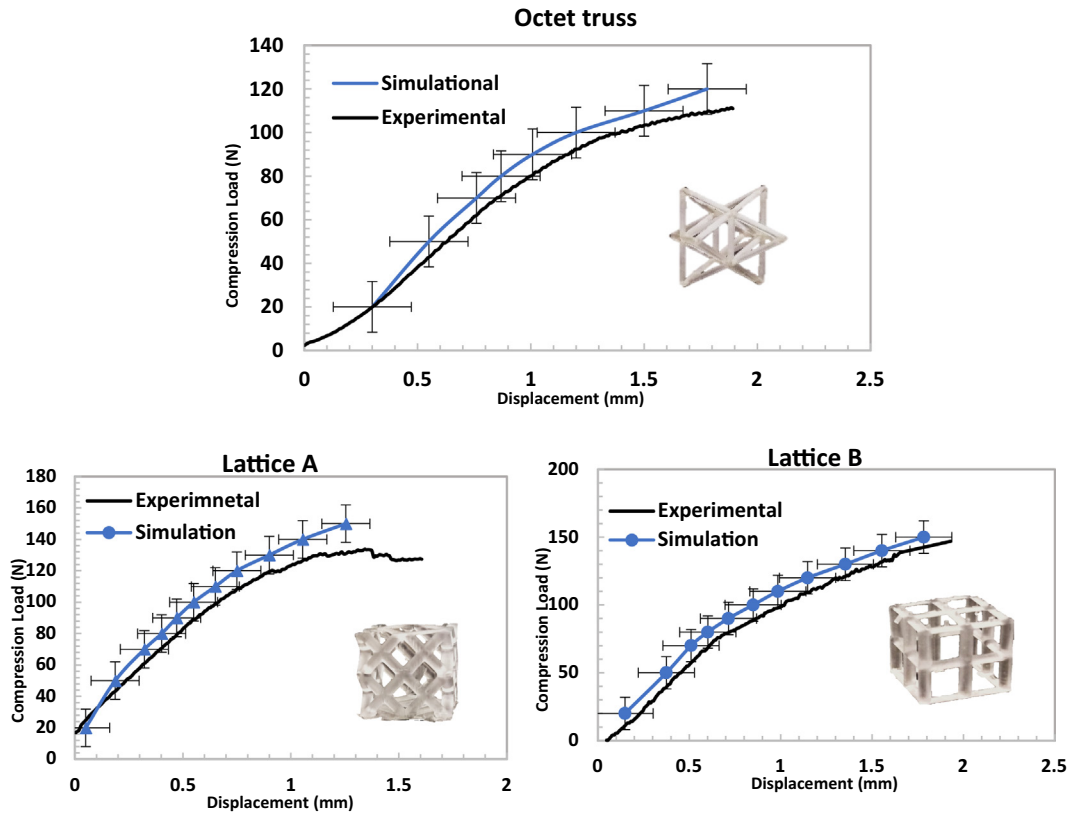 Octet truss
140
120
100
80
60
40
20
0
Compression Load (N)
Simulational
Experimental
0 0.5 1 1.5 2 2.5
Displacement (mm)
Lattice A
180
160
140
120
100
80
60
40
20
0
Compression Load (N)
Experimnetal
Simulation
0 0.5 1 1.5 2
Displacement (mm)
Lattice B
200
150
100
50
0
Compression Load (N)
Experimental
Simulation
0 0.5 1 1.5 2 2.5
Displacement (mm)